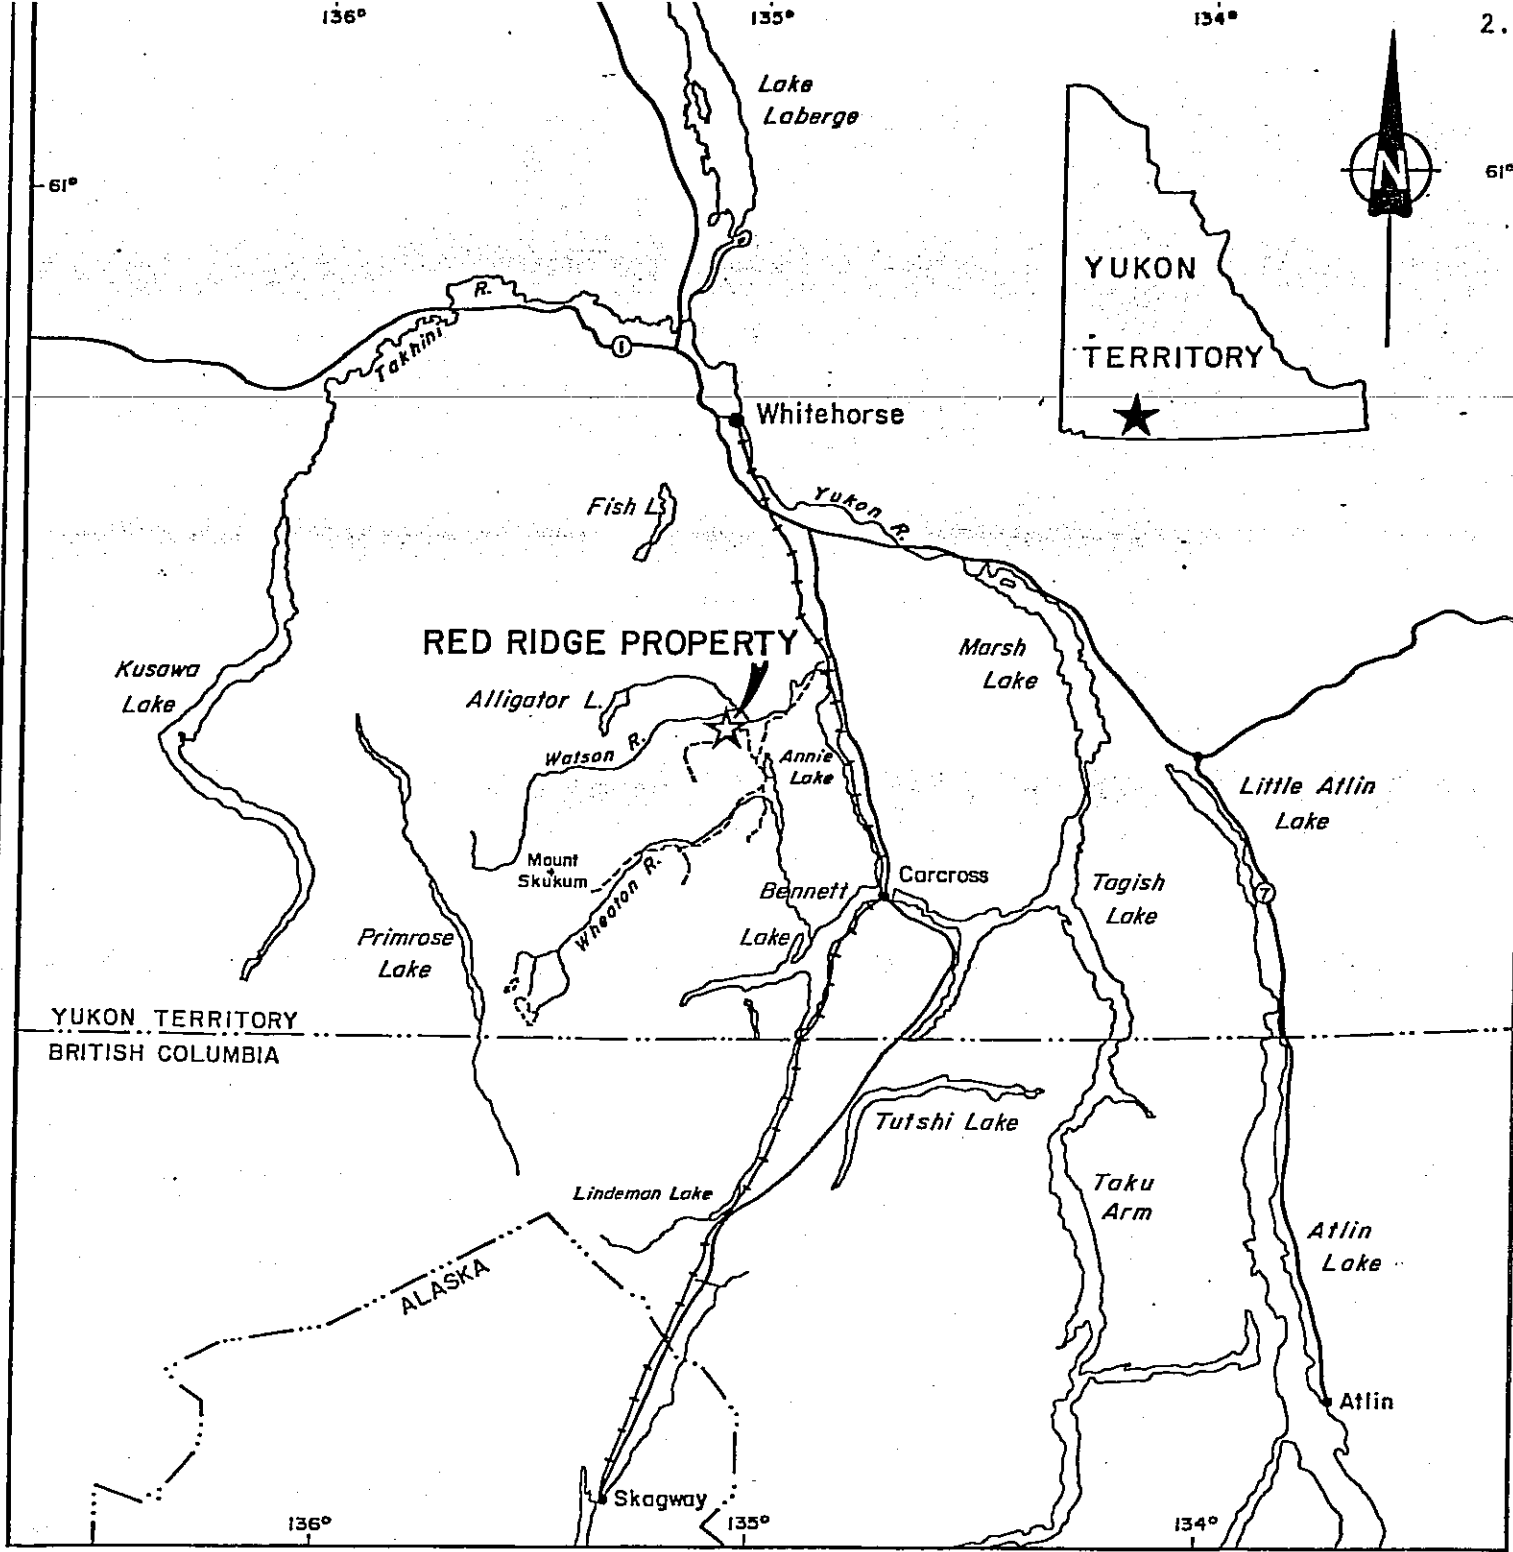 136° 135° 134° 2.
Lake
Laberge
61° 61°
N
YUKON
TERRITORY
R.
Takhini
1
Whitehorse
Fish L.
Yukon R.
RED RIDGE PROPERTY
Kusawa
Lake
Marsh
Lake
Alligator L.
Watson R.
Annie
Lake
Little Atlin
Lake
Mount
Skukum
Wheaton R.
Bennett
Lake
Carcross
Tagish
Lake
7
Primrose
Lake
YUKON TERRITORY
BRITISH COLUMBIA
Tutshi Lake
Lindeman Lake
Taku
Arm
Atlin
Lake
ALASKA
Atlin
Skagway
136° 135° 134°